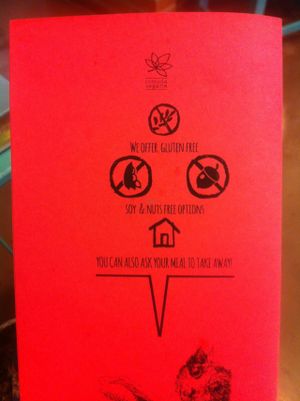 WE OFFER GLUTEN FREE
SOY & NUTS FREE OPTIONS
YOU CAN ALSO ASK YOUR MEAL TO TAKE AWAY!